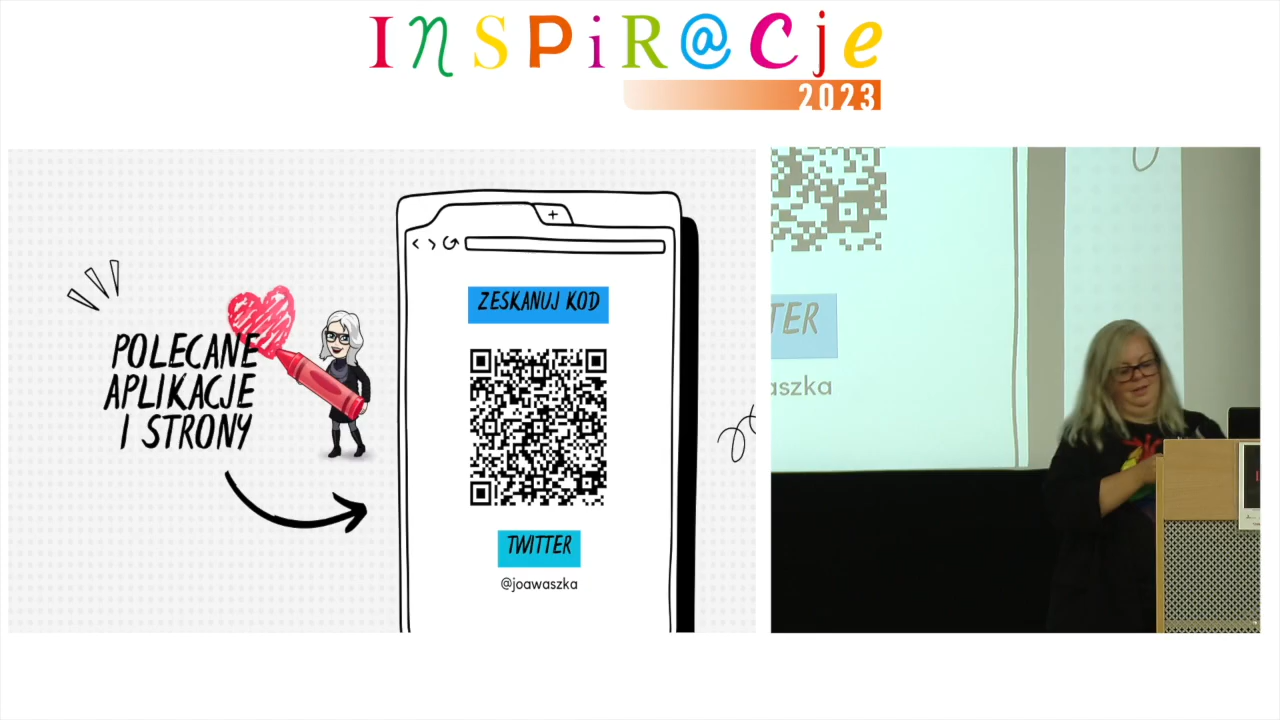 INSPiR@Cje
2023
POLECANE
APLIKACJE
I STRONY
ZESKANUJ KOD
TWITTER
@joawaszka
TER
aszka